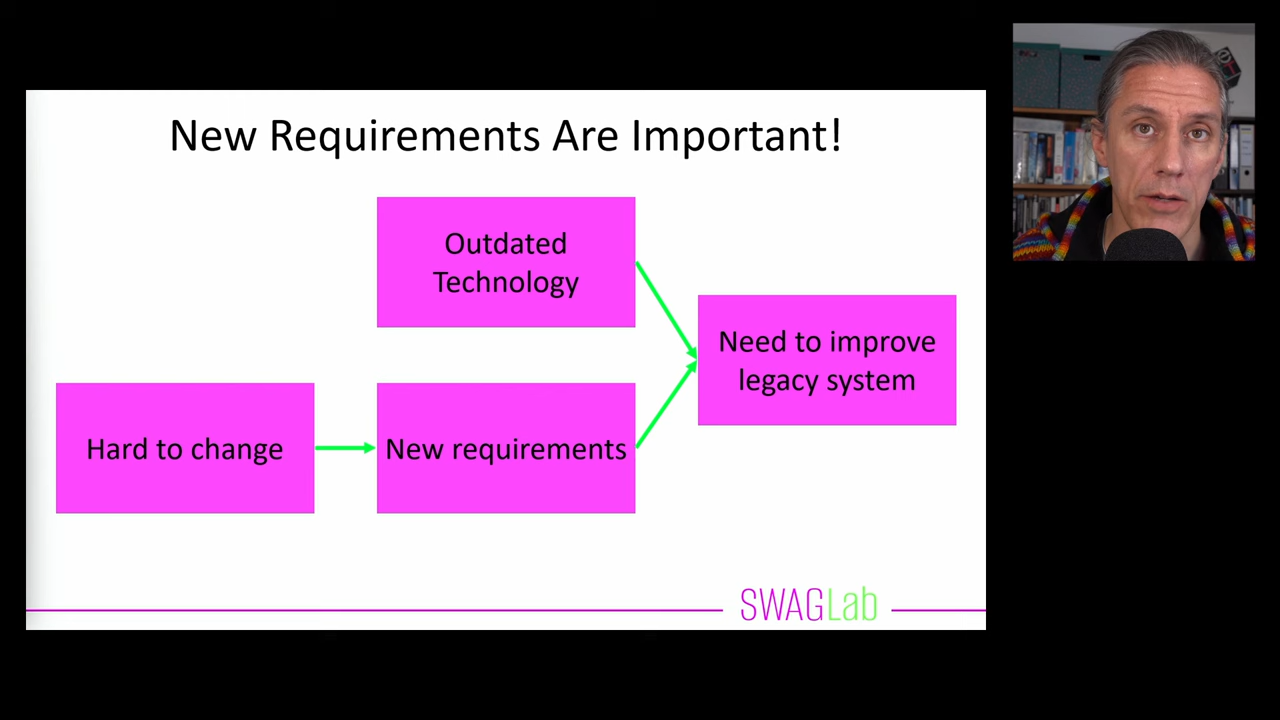 New Requirements Are Important!
Outdated
Technology
Need to improve
legacy system
Hard to change
New requirements
SWAGLab